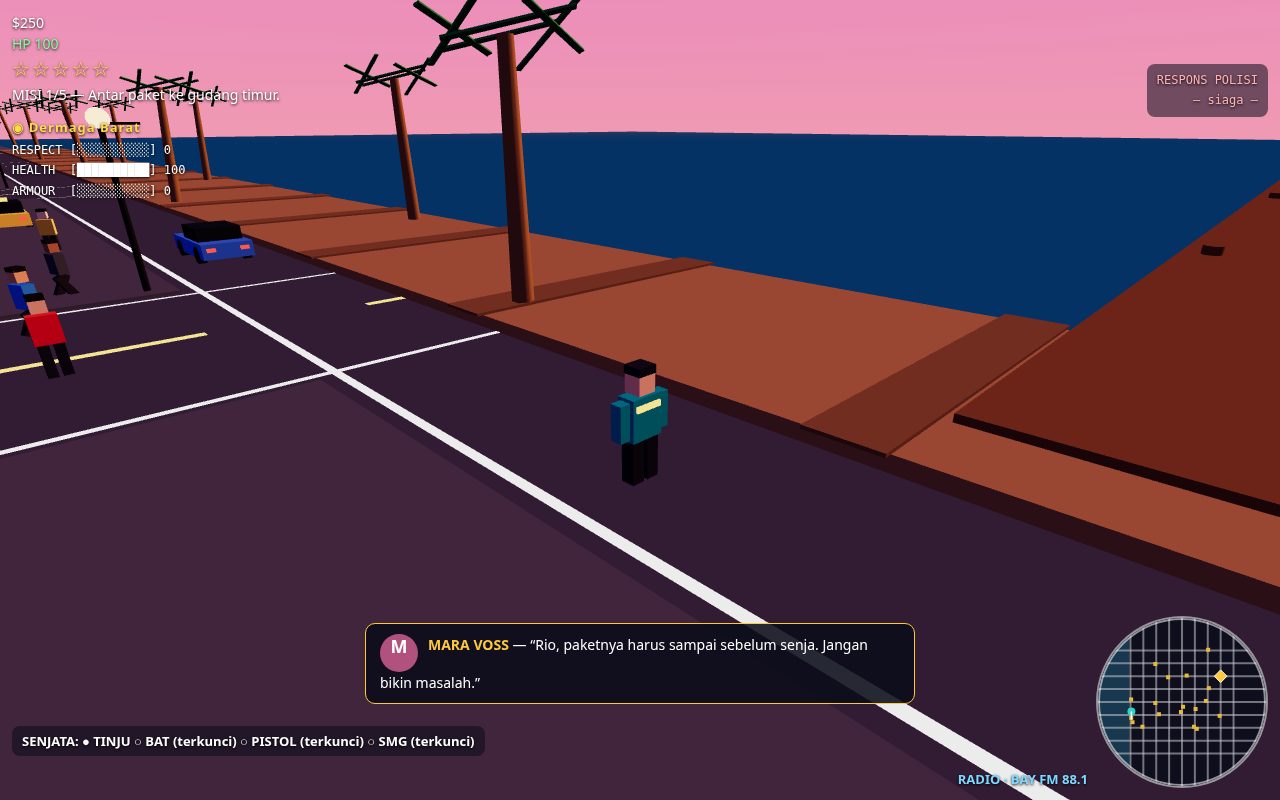 $250
HP 100
☆ ☆ ☆ ☆ ☆
MISI 1/5 — Antar paket ke gudang timur.
◉ Dermaga Barat
RESPECT [░░░░░░░░░░] 0
HEALTH [██████████] 100
ARMOUR [░░░░░░░░░░] 0
RESPONS POLISI
— siaga —
M
MARA VOSS — “Rio, paketnya harus sampai sebelum senja. Jangan
bikin masalah.”
SENJATA: ● TINJU ○ BAT (terkunci) ○ PISTOL (terkunci) ○ SMG (terkunci)
RADIO · BAY FM 88.1